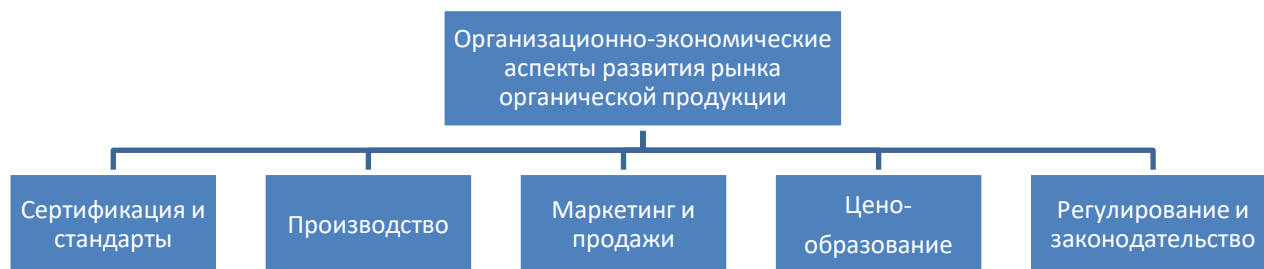 Организационно-экономические
аспекты развития рынка
органической продукции
Сертификация и
стандарты
Производство
Маркетинг и
продажи
Цено-
образование
Регулирование и
законодательство